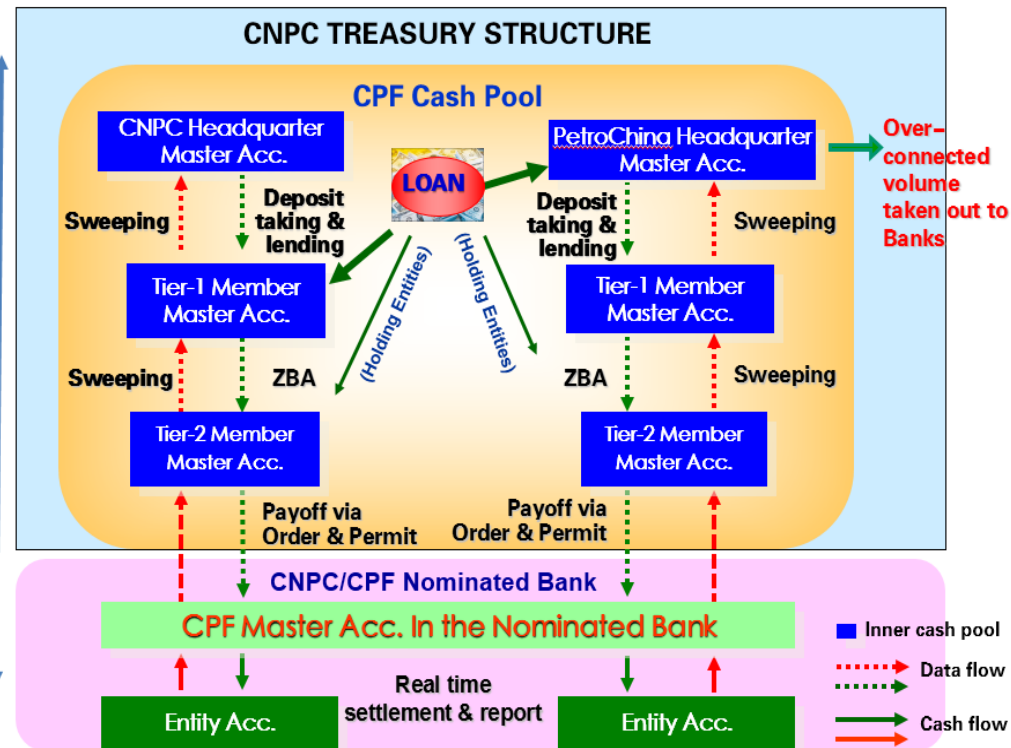 CNPC TREASURY STRUCTURE
CPF Cash Pool
CNPC Headquarter
Master Acc.
PetroChina Headquarter
Master Acc.
Over-
connected
volume
taken out to
Banks
LOAN
Sweeping
Deposit
taking &
lending
Deposit
taking &
lending
Sweeping
Tier-1 Member
Master Acc.
(Holding Entities)
(Holding Entities)
Tier-1 Member
Master Acc.
Sweeping
ZBA
ZBA
Sweeping
Tier-2 Member
Master Acc.
Tier-2 Member
Master Acc.
Payoff via
Order & Permit
Payoff via
Order & Permit
CNPC/CPF Nominated Bank
CPF Master Acc. In the Nominated Bank
Entity Acc.
Real time
settlement & report
Entity Acc.
Inner cash pool
Data flow
Cash flow